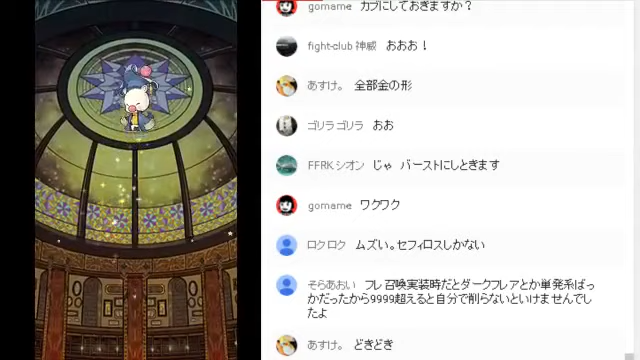 gomame カブにしておきますか？
fight-club 神威 おおお！
あすけ。 全部金の形
ゴリラ ゴリラ おお
FFRK シオン じゃ バーストにしときます
gomame ワクワク
ロクロク ムズい。セフィロスしかない
そらあおい フレ召喚実装時だとダークフレアとか単発系ばっ
かだったから9999超えると自分で削らないといけませんでし
たよ
あすけ。 どきどき